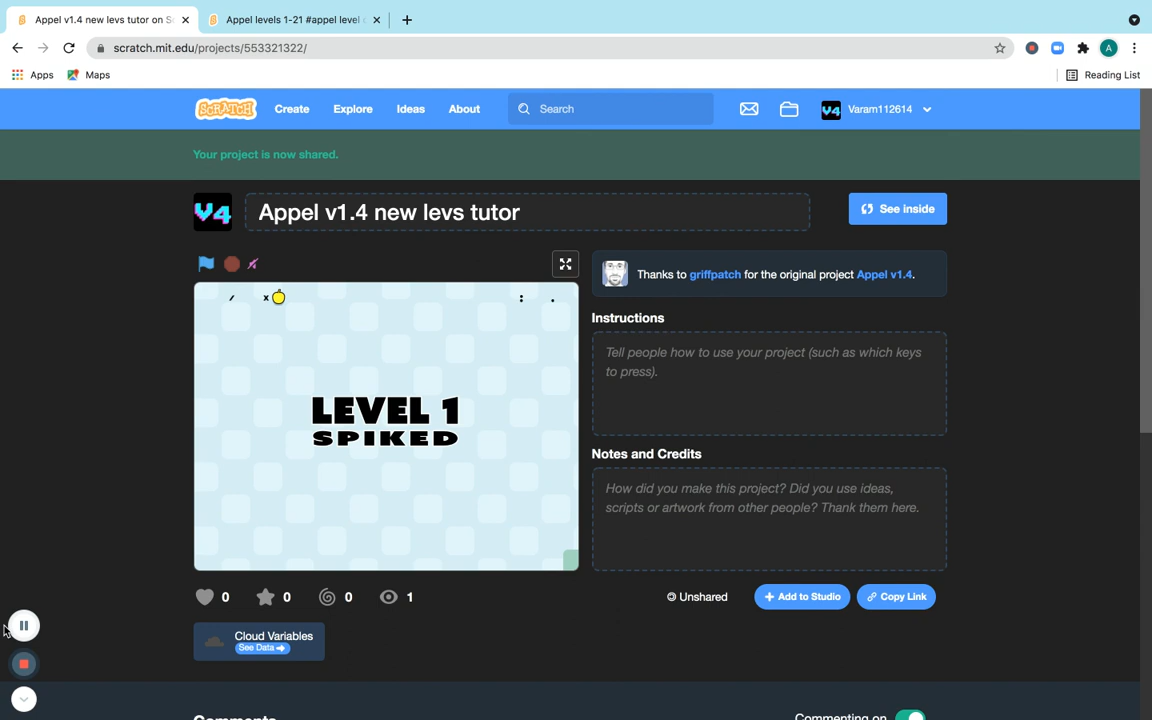 Appel v1.4 new levs tutor on S
Appel levels 1-21 #appel level
scratch.mit.edu/projects/553321322/
A
Apps
Maps
Reading List
SCRATCH
Create
Explore
Ideas
About
Search
V4
Varam112614
Your project is now shared.
V4
Appel v1.4 new levs tutor
See inside
Thanks to griffpatch for the original project Appel v1.4.
/ x : .
LEVEL 1
SPIKED
Instructions
Tell people how to use your project (such as which keys
to press).
Notes and Credits
How did you make this project? Did you use ideas,
scripts or artwork from other people? Thank them here.
0
0
0
1
Unshared
Add to Studio
Copy Link
Cloud Variables
See Data
Comments
Commenting on